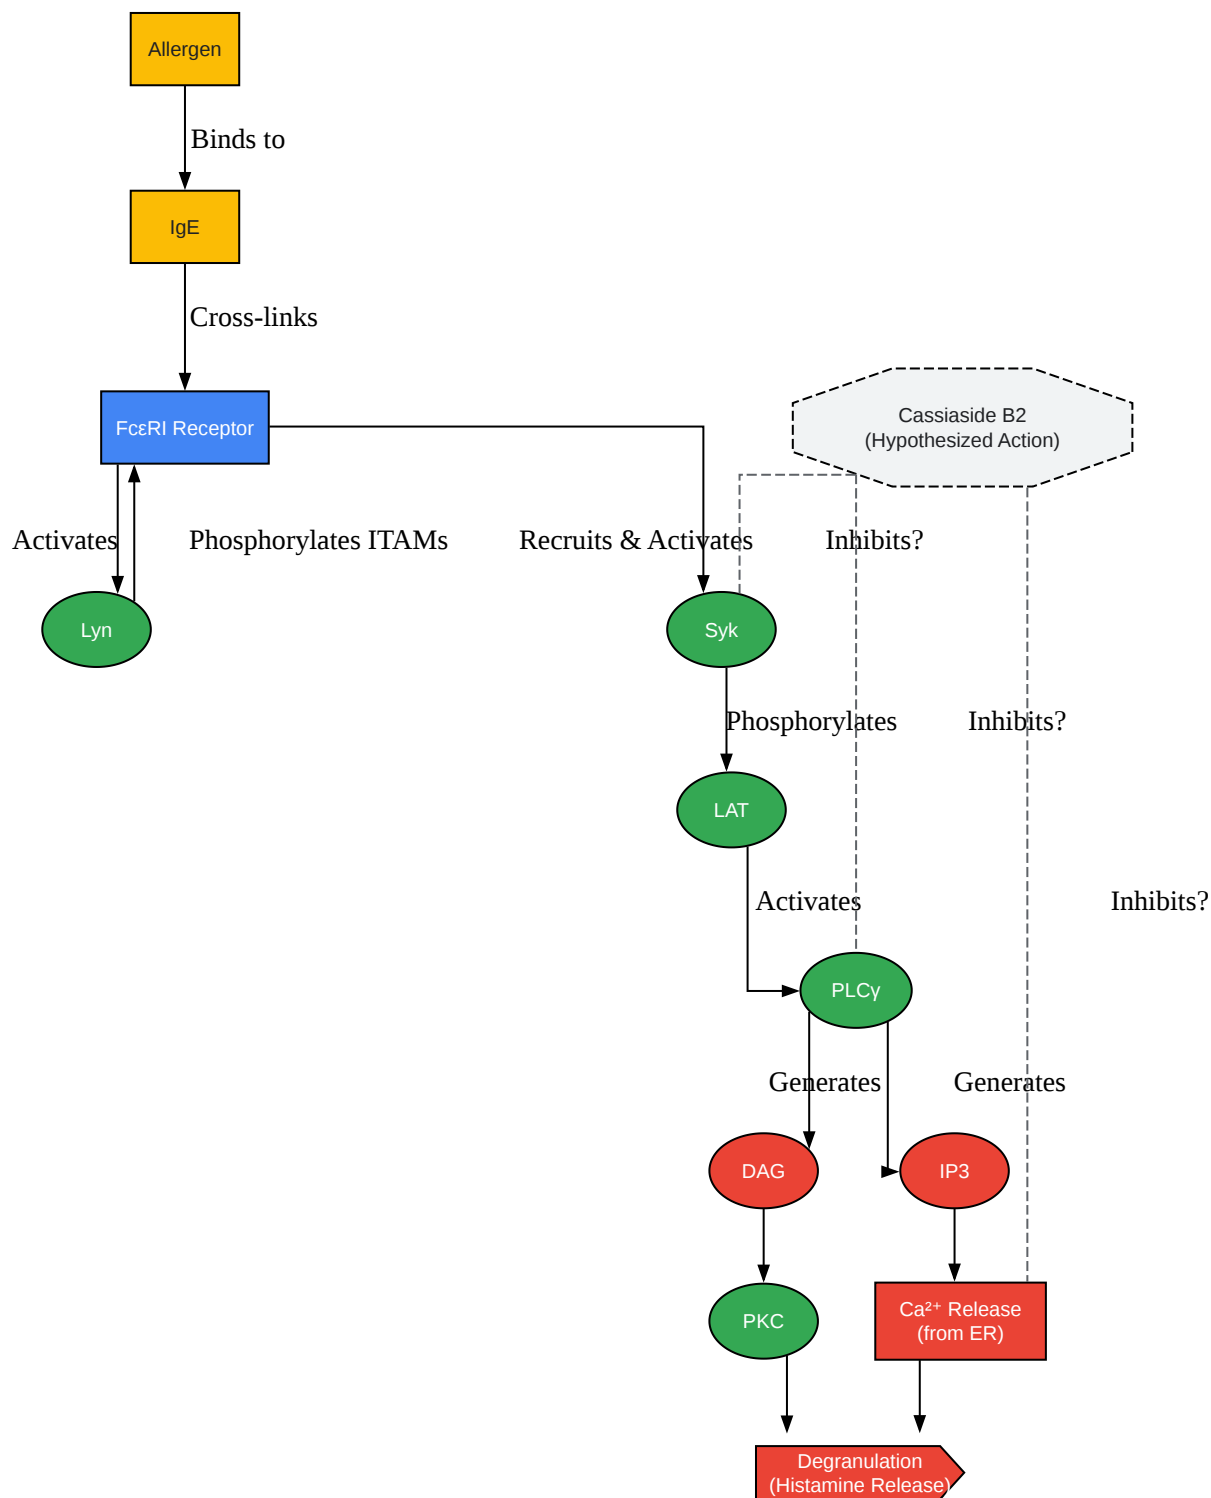 Allergen
Binds to
IgE
Cross-links
FcεRI Receptor
Cassiaside B2
(Hypothesized Action)
Activates
Phosphorylates ITAMs
Recruits & Activates
Inhibits?
Lyn
Syk
Phosphorylates
Inhibits?
LAT
Activates
Inhibits?
PLCγ
Generates
Generates
DAG
IP3
PKC
Ca²⁺ Release
(from ER)
Degranulation
(Histamine Release)